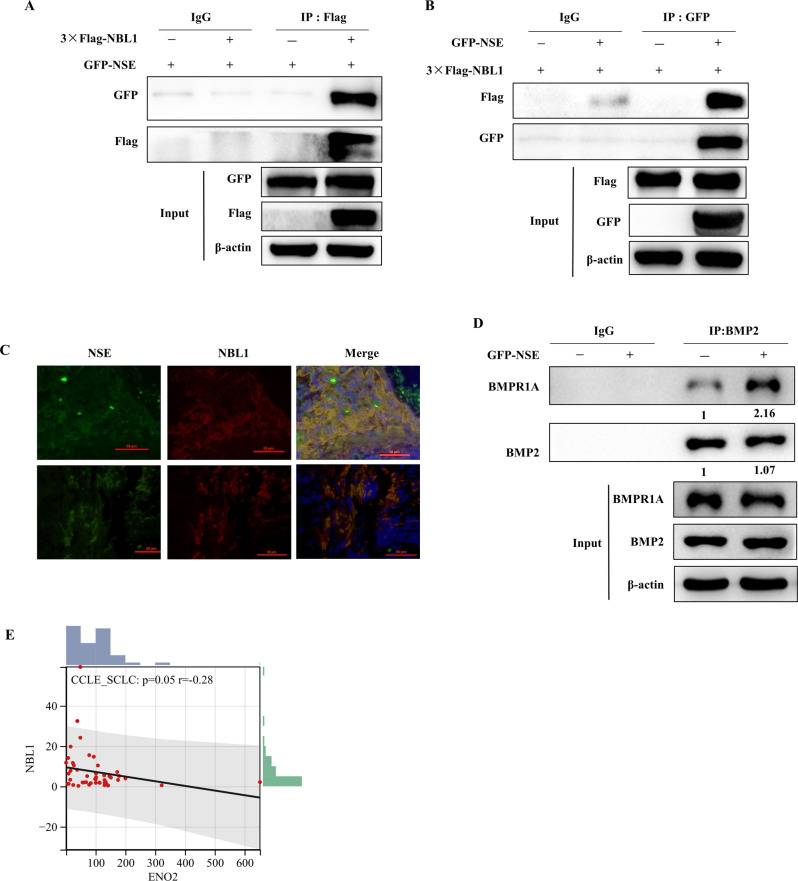 A
IgG
IP : Flag
3×Flag-NBL1
− + − +
GFP-NSE
+ + + +
GFP
Flag
Input
GFP
Flag
β-actin
B
IgG
IP : GFP
GFP-NSE
− + − +
3×Flag-NBL1
+ + + +
Flag
GFP
Input
Flag
GFP
β-actin
C
NSE
NBL1
Merge
D
IgG
IP:BMP2
GFP-NSE
− + − +
BMPR1A
1 2.16
BMP2
1 1.07
Input
BMPR1A
BMP2
β-actin
E
CCLE_SCLC: p=0.05 r=-0.28
NBL1
40
20
0
−20
100 200 300 400 500 600
ENO2